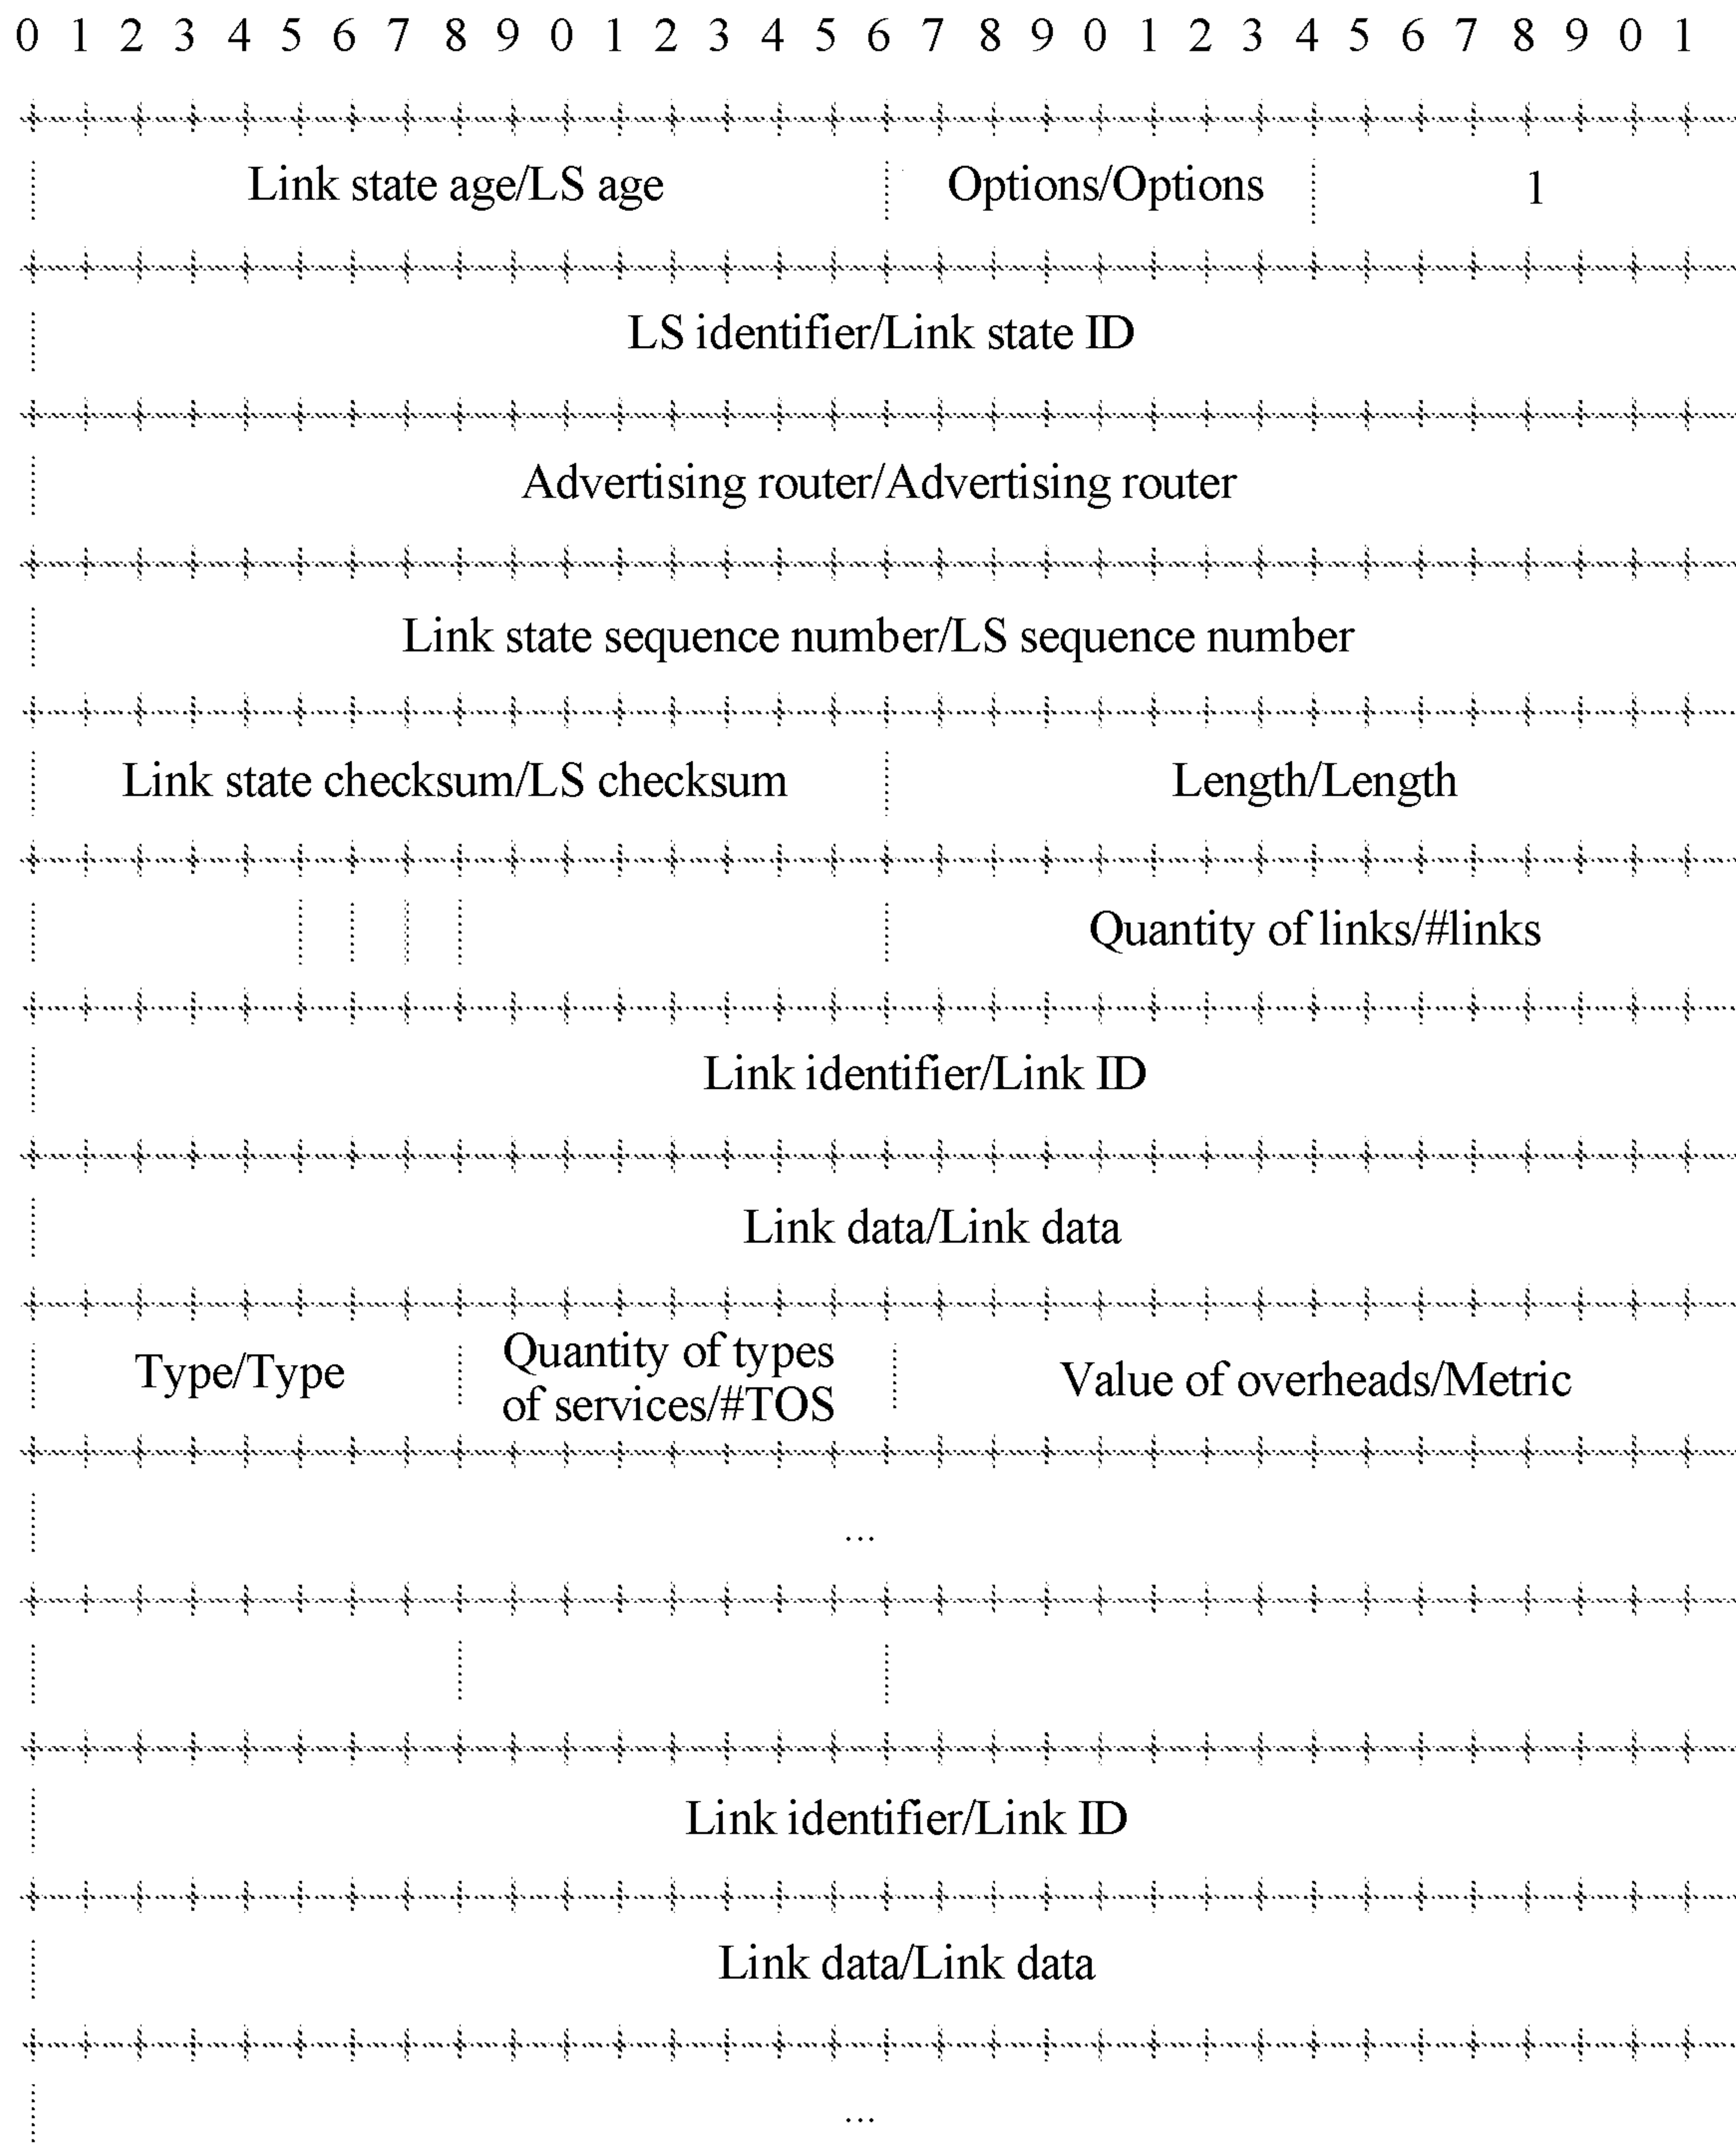 0 1 2 3 4 5 6 7 8 9 0 1 2 3 4 5 6 7 8 9 0 1 2 3 4 5 6 7 8 9 0 1
Link state age/LS age Options/Options 1
LS identifier/Link state ID
Advertising router/Advertising router
Link state sequence number/LS sequence number
Link state checksum/LS checksum Length/Length
Quantity of links/#links
Link identifier/Link ID
Link data/Link data
Type/Type
Quantity of types
of services/#TOS
Value of overheads/Metric
...
Link identifier/Link ID
Link data/Link data
...